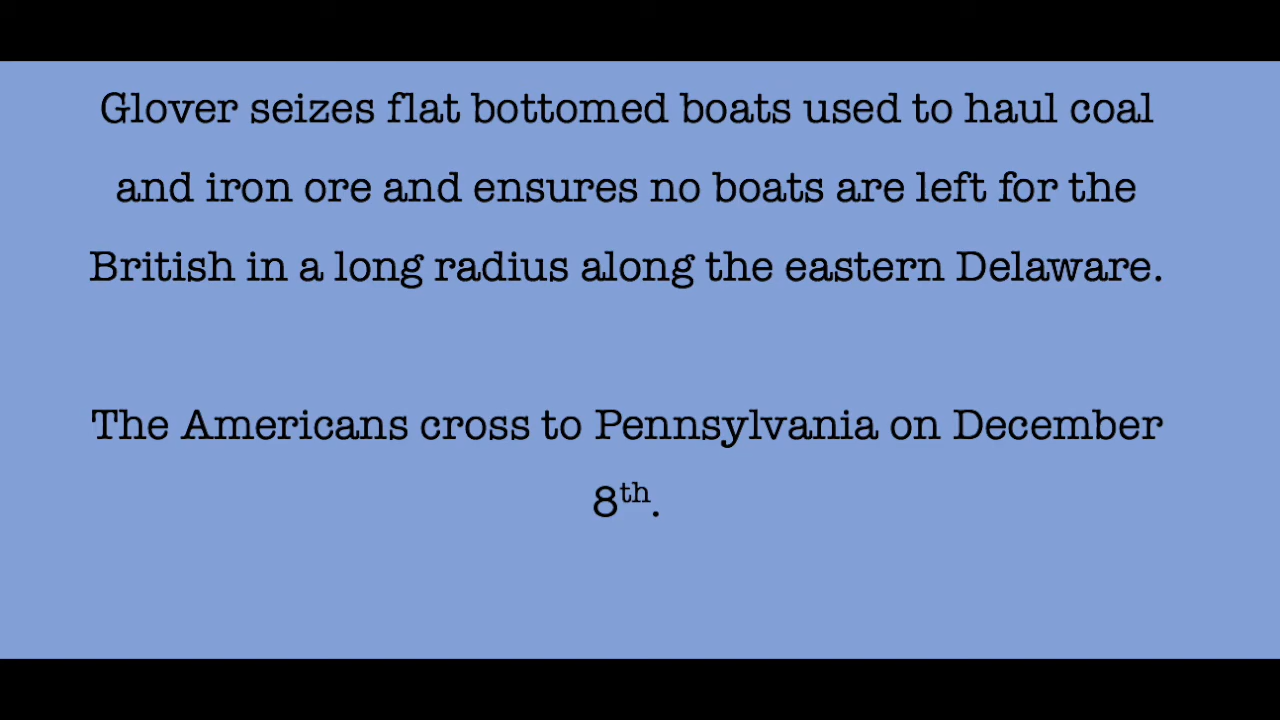 Glover seizes flat bottomed boats used to haul coal
and iron ore and ensures no boats are left for the
British in a long radius along the eastern Delaware.
The Americans cross to Pennsylvania on December
8th.